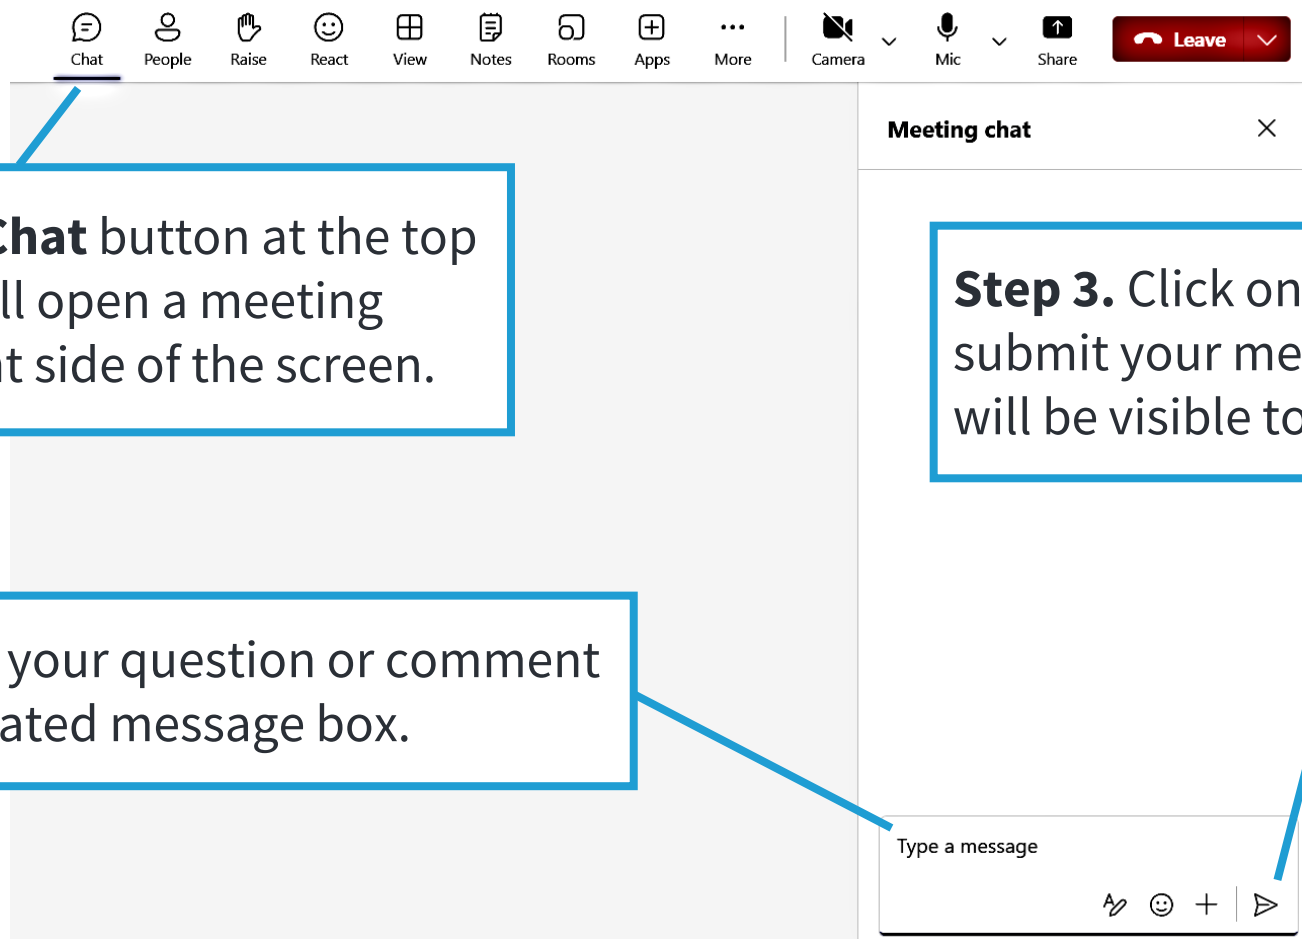 Chat People Raise React View Notes Rooms Apps More Camera Mic Share Leave
Meeting chat
Chat button at the top
ll open a meeting
t side of the screen.
Step 3. Click on
submit your me
will be visible to
your question or comment
ated message box.
Type a message